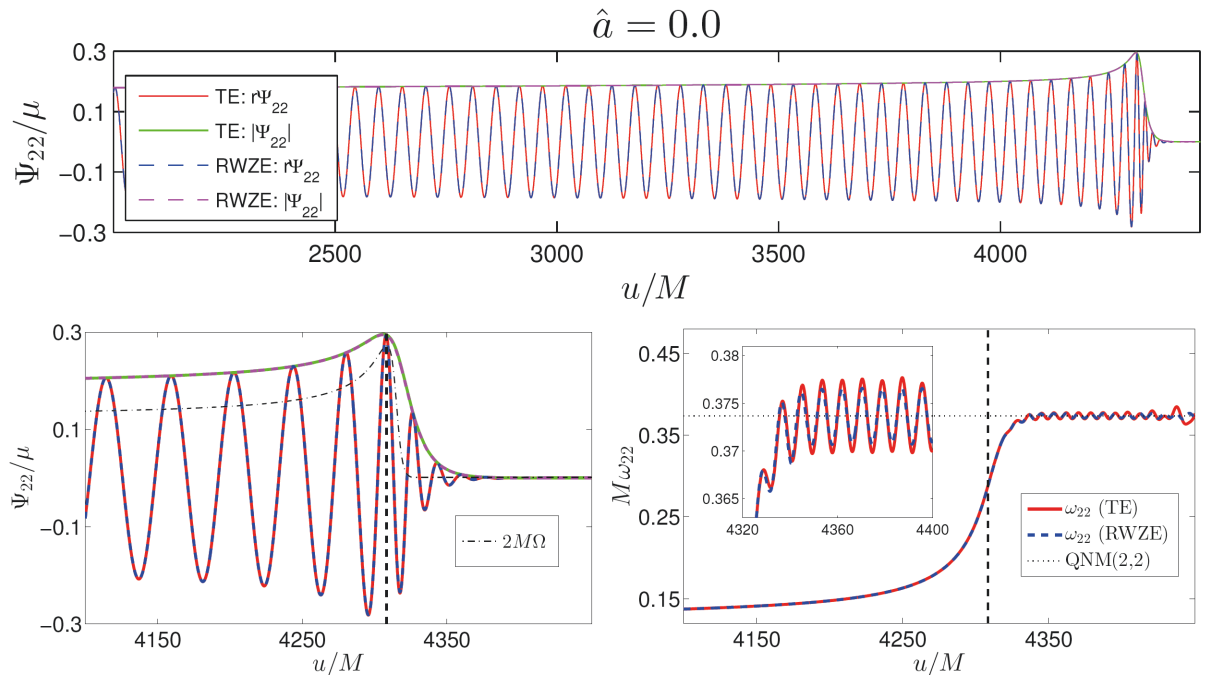 â = 0.0
0.3
0.1
−0.1
−0.3
Ψ₂₂/μ
TE: rΨ₂₂
TE: |Ψ₂₂|
RWZE: rΨ₂₂
RWZE: |Ψ₂₂|
2500 3000 3500 4000
u/M
0.3
0.1
-0.1
-0.3
Ψ₂₂/μ
2MΩ
4150 4250 4350
u/M
0.45
0.35
0.25
0.15
Mω₂₂
0.38
0.375
0.37
0.365
4320 4360 4400
ω₂₂ (TE)
ω₂₂ (RWZE)
QNM(2,2)
4150 4250 4350
u/M